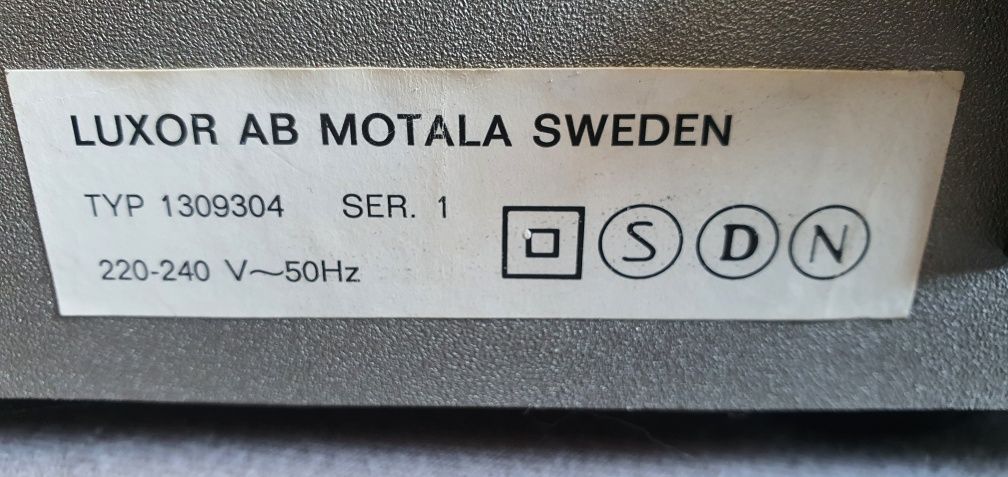 LUXOR AB MOTALA SWEDEN
TYP 1309304 SER. 1
220-240 V~50Hz
S D N